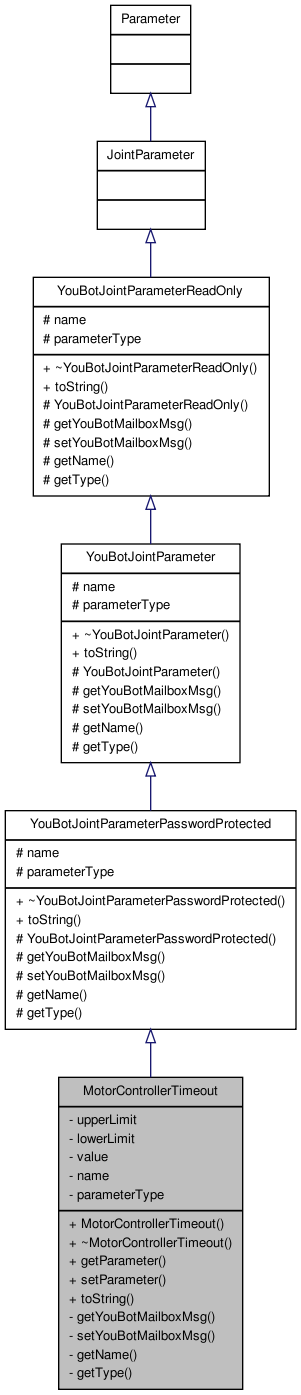 Parameter
JointParameter
YouBotJointParameterReadOnly
# name
# parameterType
+ ~YouBotJointParameterReadOnly()
+ toString()
# YouBotJointParameterReadOnly()
# getYouBotMailboxMsg()
# setYouBotMailboxMsg()
# getName()
# getType()
YouBotJointParameter
# name
# parameterType
+ ~YouBotJointParameter()
+ toString()
# YouBotJointParameter()
# getYouBotMailboxMsg()
# setYouBotMailboxMsg()
# getName()
# getType()
YouBotJointParameterPasswordProtected
# name
# parameterType
+ ~YouBotJointParameterPasswordProtected()
+ toString()
# YouBotJointParameterPasswordProtected()
# getYouBotMailboxMsg()
# setYouBotMailboxMsg()
# getName()
# getType()
MotorControllerTimeout
- upperLimit
- lowerLimit
- value
- name
- parameterType
+ MotorControllerTimeout()
+ ~MotorControllerTimeout()
+ getParameter()
+ setParameter()
+ toString()
- getYouBotMailboxMsg()
- setYouBotMailboxMsg()
- getName()
- getType()